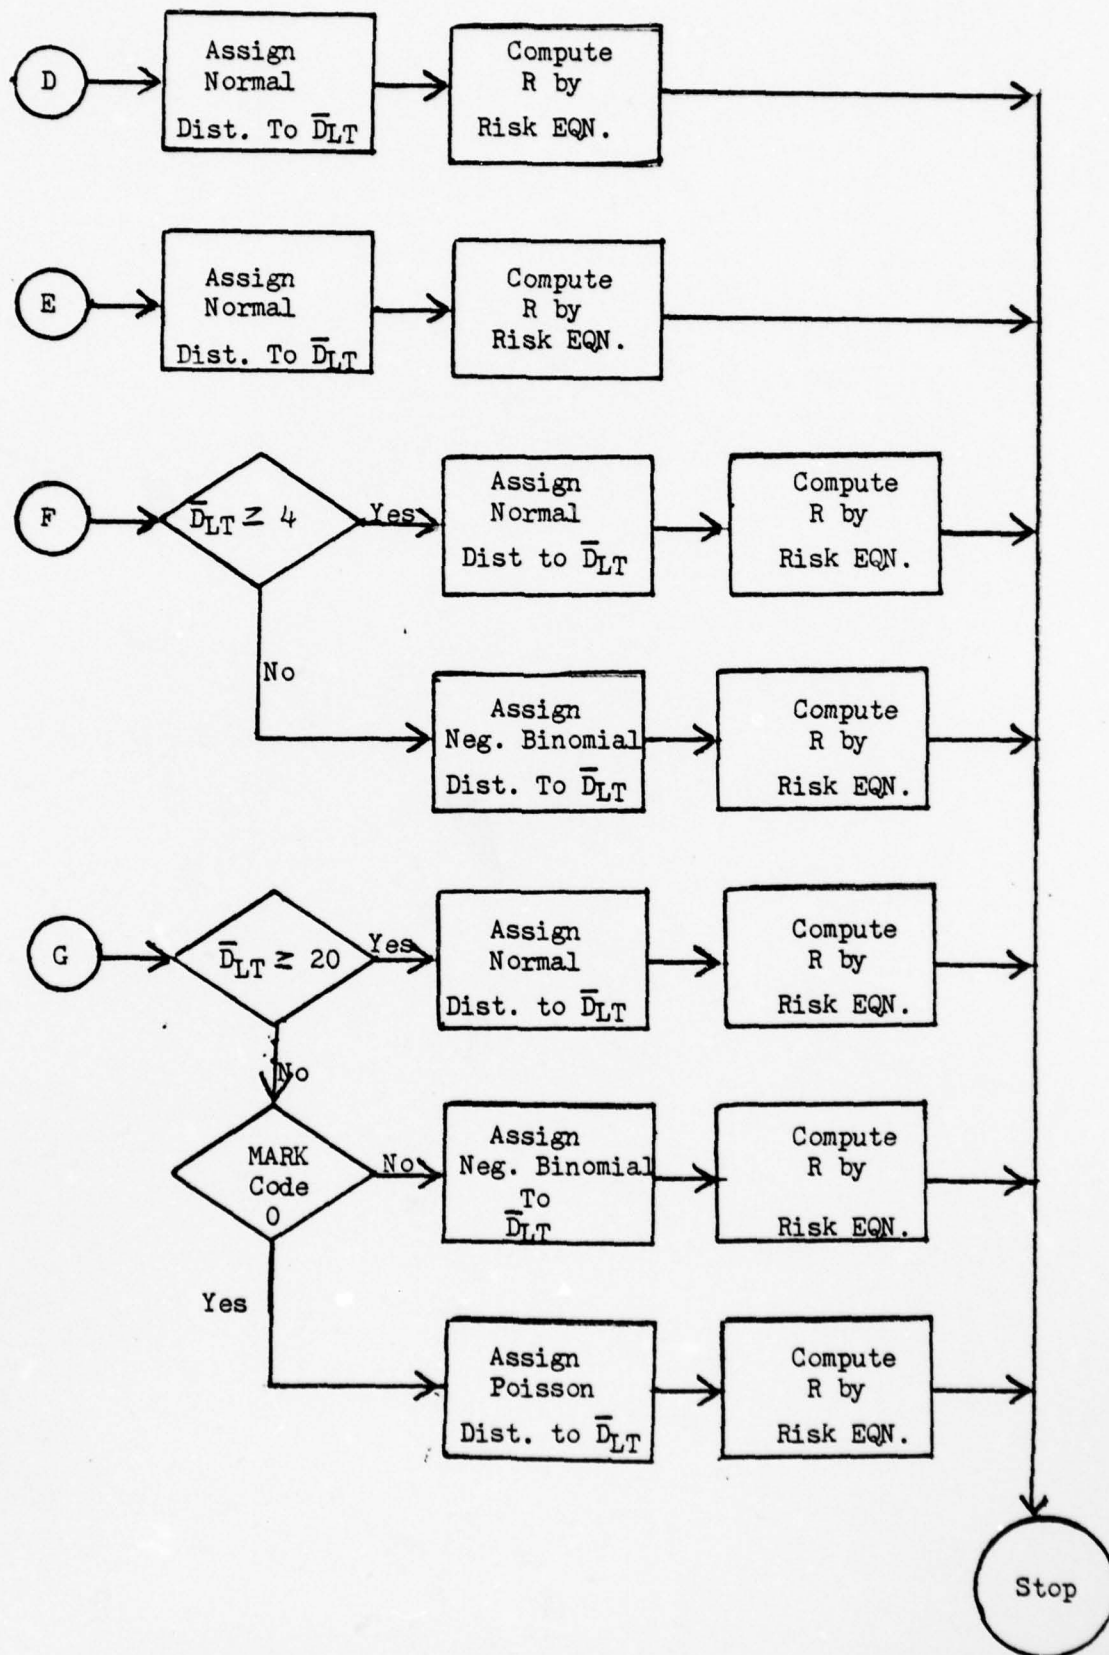 D
Assign
Normal
Dist. To D̅LT
Compute
R by
Risk EQN.
E
Assign
Normal
Dist. To D̅LT
Compute
R by
Risk EQN.
F
D̅LT ≥ 4
Yes
Assign
Normal
Dist to D̅LT
Compute
R by
Risk EQN.
No
Assign
Neg. Binomial
Dist. To D̅LT
Compute
R by
Risk EQN.
G
D̅LT ≥ 20
Yes
Assign
Normal
Dist. to D̅LT
Compute
R by
Risk EQN.
No
MARK
Code
0
No
Assign
Neg. Binomial
To
D̅LT
Compute
R by
Risk EQN.
Yes
Assign
Poisson
Dist. to D̅LT
Compute
R by
Risk EQN.
Stop